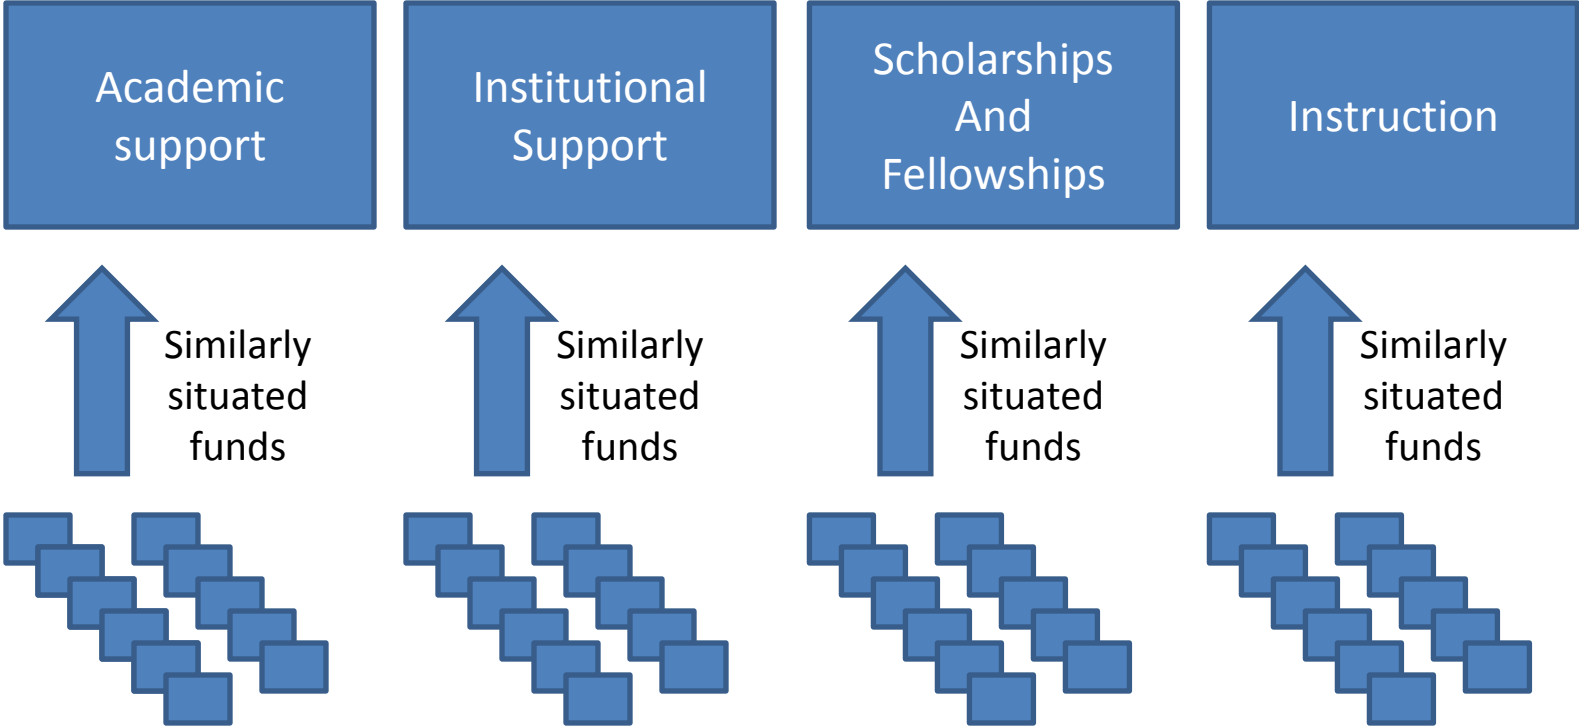 Academic
support
Institutional
Support
Scholarships
And
Fellowships
Instruction
Similarly
situated
funds
Similarly
situated
funds
Similarly
situated
funds
Similarly
situated
funds